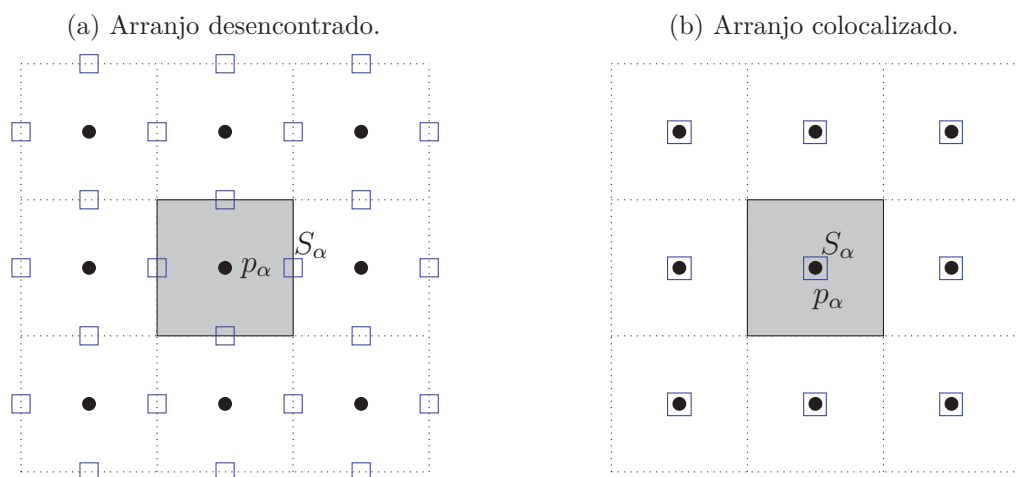 (a) Arranjo desencontrado.
(b) Arranjo colocalizado.
S_α
p_α
S_α
p_α